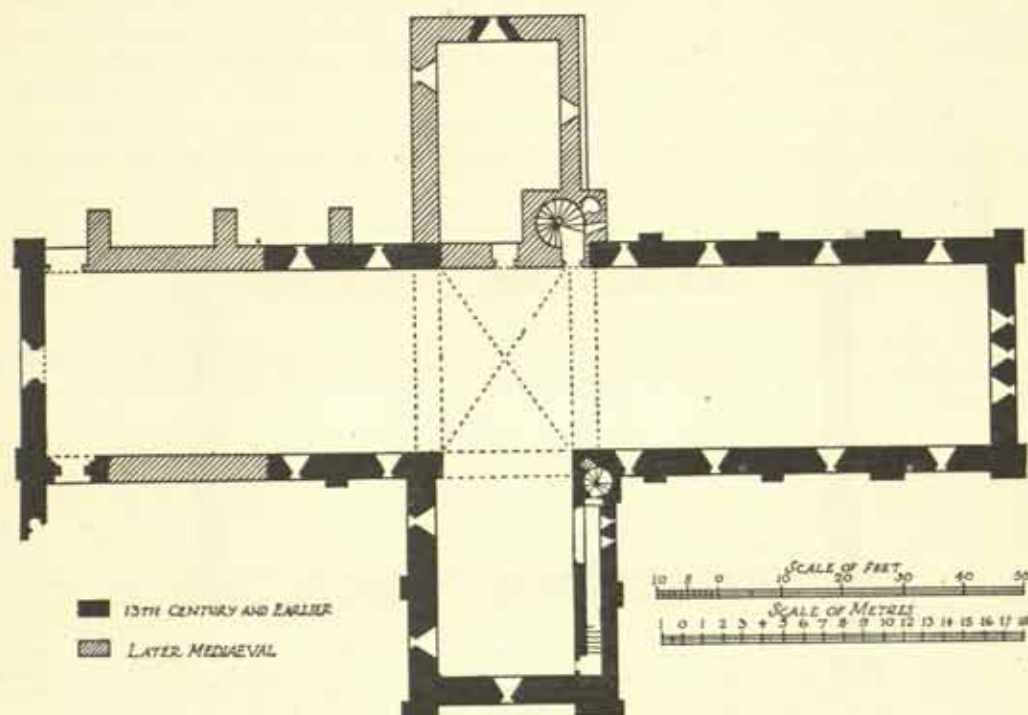 SCALE OF FEET
10 5 0 10 20 30 40 50
SCALE OF METRES
1 0 1 2 3 4 5 6 7 8 9 10 11 12 13 14 15 16 17 18
13TH CENTURY AND EARLIER
LATER MEDIAEVAL